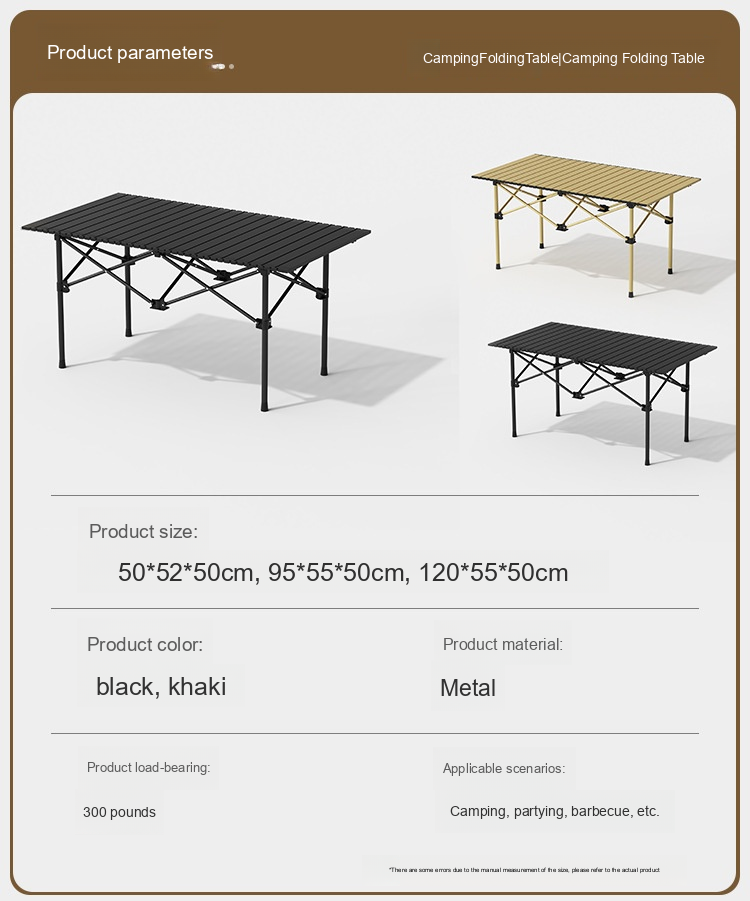 Product parameters
CampingFoldingTable|Camping Folding Table
Product size:
50*52*50cm, 95*55*50cm, 120*55*50cm
Product color:
Product material:
black, khaki
Metal
Product load-bearing:
Applicable scenarios:
300 pounds
Camping, partying, barbecue, etc.
*There are some errors due to the manual measurement of the size, please refer to the actual product